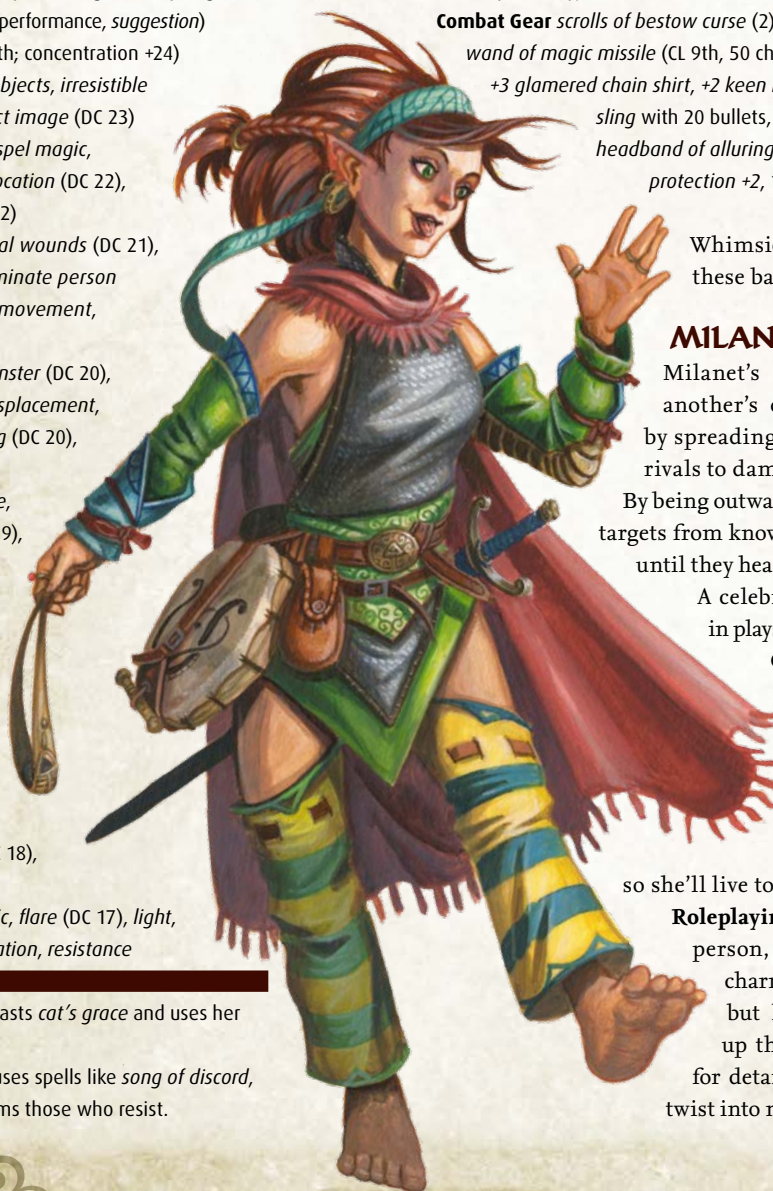 performance, suggestion)
th; concentration +24)
bjects, irresistible
ct image (DC 23)
spel magic,
ocation (DC 22),
2)
al wounds (DC 21),
minate person
movement,
nster (DC 20),
splacement,
g (DC 20),
e,
9),
18),
ic, flare (DC 17), light,
ation, resistance
asts cat's grace and uses her
uses spells like song of discord,
ms those who resist.
Combat Gear scrolls of bestow curse (2)
wand of magic missile (CL 9th, 50 ch
+3 glamered chain shirt, +2 keen
sling with 20 bullets,
headband of alluring
protection +2,
Whimsic
these ba
MILAN
Milanet's
another's
by spreading
rivals to dam
By being outwa
targets from know
until they hea
A celebr
in play
so she'll live to
Roleplayin
person,
charm
but
up th
for detai
twist into